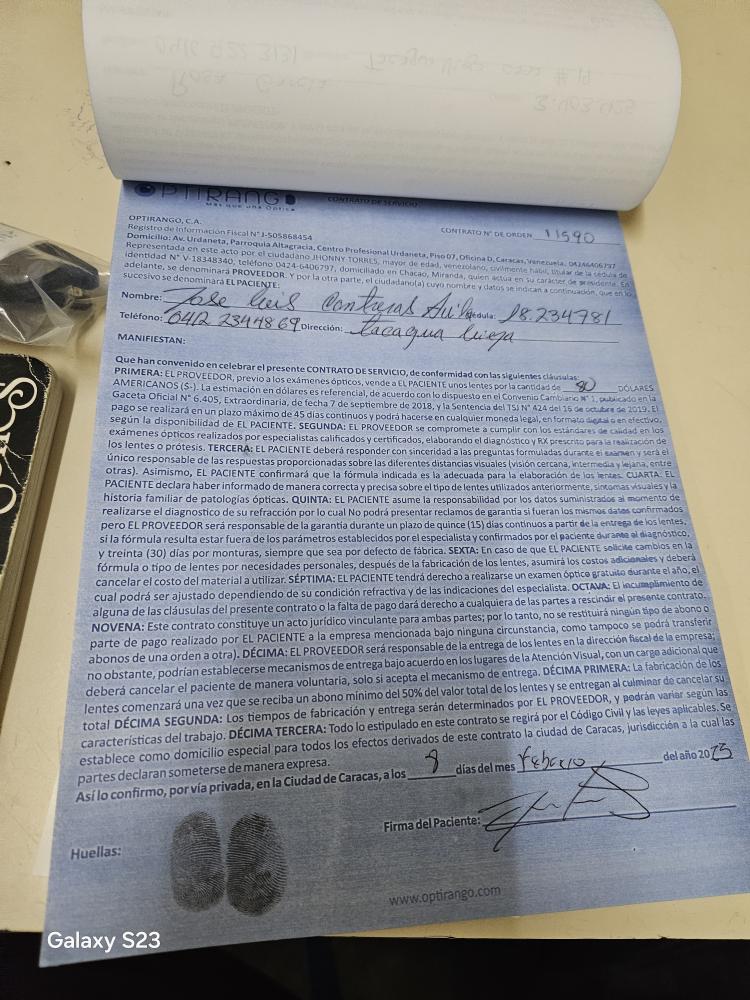 0416 922 3131 Tacagua Vieja casa # 19
Rosa García 3.403.425
OPTIRANGO
Más que una Óptica
CONTRATO DE SERVICIO
OPTIRANGO, C.A.
CONTRATO N° DE ORDEN 11590
Registro de Información Fiscal N° J-505868454
Domicilio: Av. Urdaneta, Parroquia Altagracia, Centro Profesional Urdaneta, Piso 07, Oficina D, Caracas, Venezuela. 04246406797
Representada en este acto por el ciudadano JHONNY TORRES, mayor de edad, venezolano, civilmente hábil, titular de la cédula de
identidad N° V-18348340, teléfono 0424-6406797, domiciliado en Chacao, Miranda, quien actúa en su carácter de presidente. En
adelante, se denominará PROVEEDOR. Y por la otra parte, el ciudadano(a) cuyo nombre y datos se indican a continuación, que en lo
sucesivo se denominará EL PACIENTE:
Nombre: Jose Luis Contreras Cédula: 18.234781
Teléfono: 0412 2344869 Dirección: tacagua vieja
MANIFIESTAN:
Que han convenido en celebrar el presente CONTRATO DE SERVICIO, de conformidad con las siguientes cláusulas:
PRIMERA: EL PROVEEDOR, previo a los exámenes ópticos, vende a EL PACIENTE unos lentes por la cantidad de 80 DÓLARES
AMERICANOS (S-). La estimación en dólares es referencial, de acuerdo con lo dispuesto en el Convenio Cambiario N° 1, publicado en la
Gaceta Oficial N° 6.405, Extraordinaria, de fecha 7 de septiembre de 2018, y la Sentencia del TSJ N° 424 del 16 de octubre de 2019. El
pago se realizará en un plazo máximo de 45 días continuos y podrá hacerse en cualquier moneda legal, en formato digital o en efectivo,
según la disponibilidad de EL PACIENTE. SEGUNDA: EL PROVEEDOR se compromete a cumplir con los estándares de calidad en los
exámenes ópticos realizados por especialistas calificados y certificados, elaborando el diagnóstico y RX prescrito para la realización de
los lentes o prótesis. TERCERA: EL PACIENTE deberá responder con sinceridad a las preguntas formuladas durante el examen y será el
único responsable de las respuestas proporcionadas sobre las diferentes distancias visuales (visión cercana, intermedia y lejana, entre
otras). Asimismo, EL PACIENTE confirmará que la fórmula indicada es la adecuada para la elaboración de los lentes. CUARTA: EL
PACIENTE declara haber informado de manera correcta y precisa sobre el tipo de lentes utilizados anteriormente, síntomas visuales y la
historia familiar de patologías ópticas. QUINTA: EL PACIENTE asume la responsabilidad por los datos suministrados al momento de
realizarse el diagnostico de su refracción por lo cual No podrá presentar reclamos de garantía si fueran los mismos datos confirmados
pero EL PROVEEDOR será responsable de la garantía durante un plazo de quince (15) días continuos a partir de la entrega de los lentes,
si la fórmula resulta estar fuera de los parámetros establecidos por el especialista y confirmados por el paciente durante el diagnóstico,
y treinta (30) días por monturas, siempre que sea por defecto de fábrica. SEXTA: En caso de que EL PACIENTE solicite cambios en la
fórmula o tipo de lentes por necesidades personales, después de la fabricación de los lentes, asumirá los costos adicionales y deberá
cancelar el costo del material a utilizar. SÉPTIMA: EL PACIENTE tendrá derecho a realizarse un examen óptico gratuito durante el año, el
cual podrá ser ajustado dependiendo de su condición refractiva y de las indicaciones del especialista. OCTAVA: El incumplimiento de
alguna de las cláusulas del presente contrato o la falta de pago dará derecho a cualquiera de las partes a rescindir el presente contrato.
NOVENA: Este contrato constituye un acto jurídico vinculante para ambas partes; por lo tanto, no se restituirá ningún tipo de abono o
parte de pago realizado por EL PACIENTE a la empresa mencionada bajo ninguna circunstancia, como tampoco se podrá transferir
abonos de una orden a otra). DÉCIMA: EL PROVEEDOR será responsable de la entrega de los lentes en la dirección fiscal de la empresa;
no obstante, podrían establecerse mecanismos de entrega bajo acuerdo en los lugares de la Atención Visual, con un cargo adicional que
deberá cancelar el paciente de manera voluntaria, solo si acepta el mecanismo de entrega. DÉCIMA PRIMERA: La fabricación de los
lentes comenzará una vez que se reciba un abono mínimo del 50% del valor total de los lentes y se entregan al culminar de cancelar su
total DÉCIMA SEGUNDA: Los tiempos de fabricación y entrega serán determinados por EL PROVEEDOR, y podrán variar según las
características del trabajo. DÉCIMA TERCERA: Todo lo estipulado en este contrato se regirá por el Código Civil y las leyes aplicables. Se
establece como domicilio especial para todos los efectos derivados de este contrato la ciudad de Caracas, jurisdicción a la cual las
partes declaran someterse de manera expresa.
Así lo confirmo, por vía privada, en la Ciudad de Caracas, a los 8 días del mes febrero del año 2025
Firma del Paciente:
Huellas:
www.optirango.com
Galaxy S23